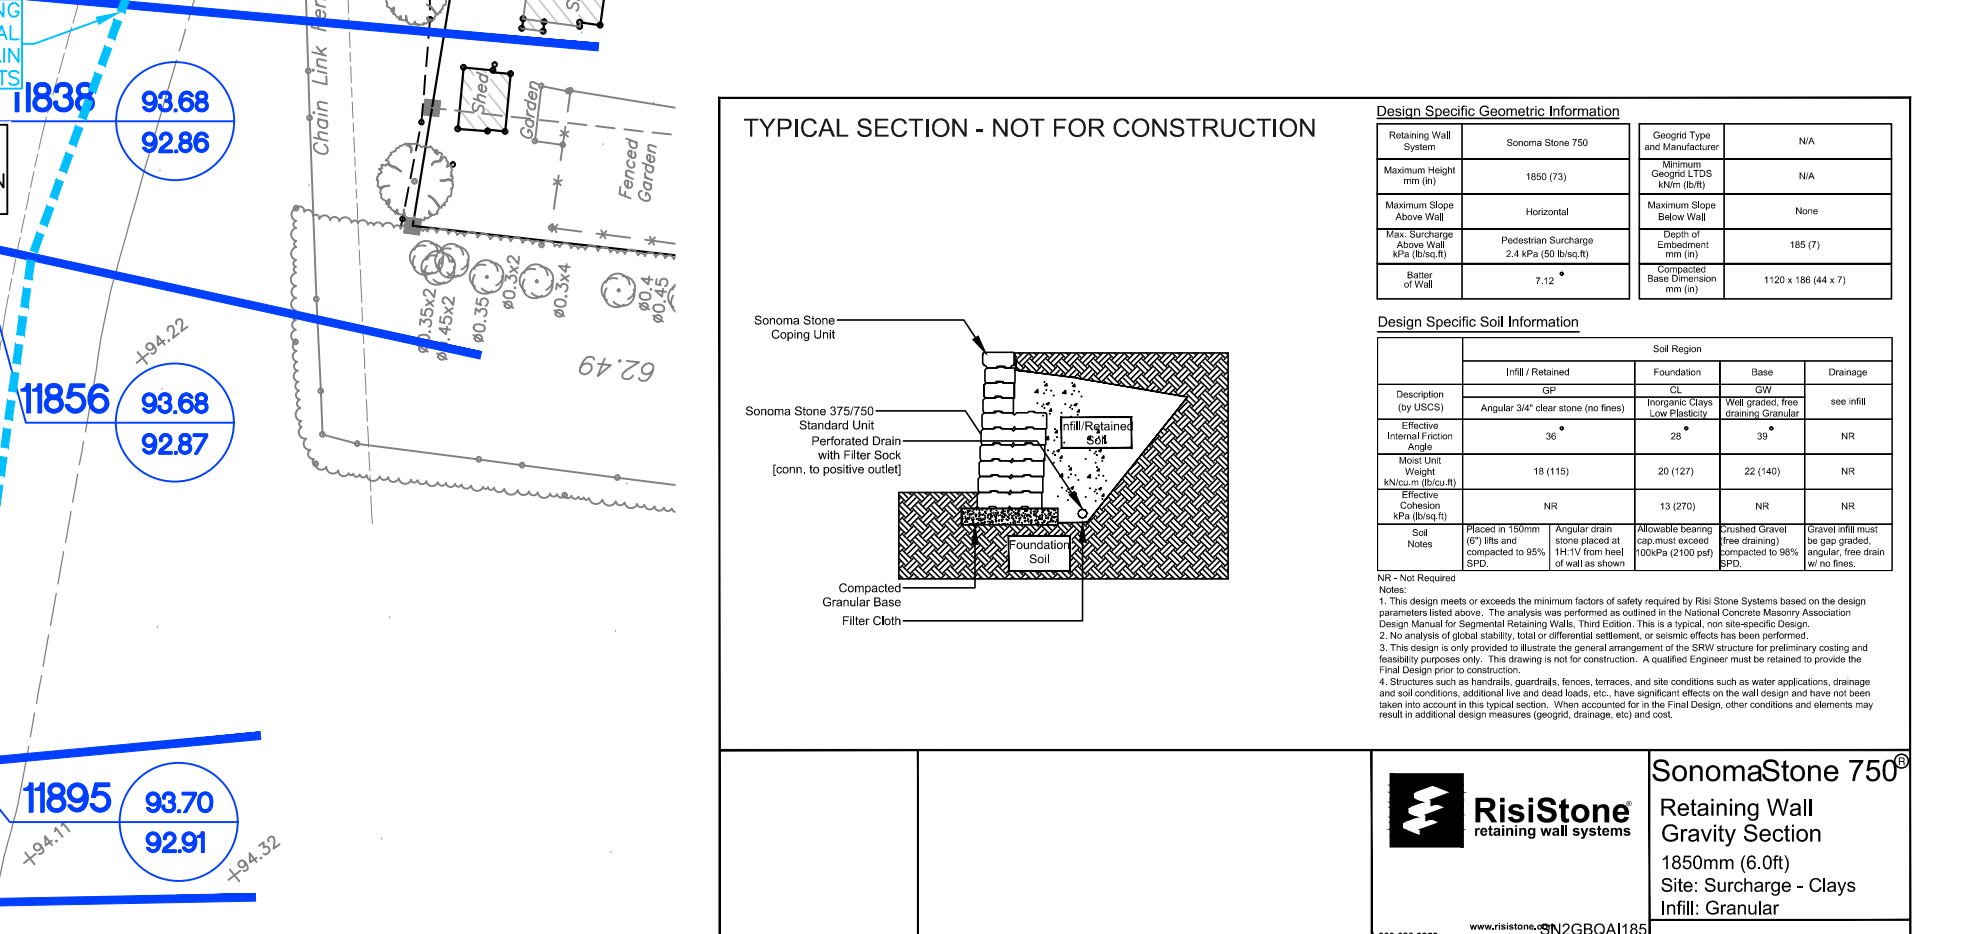 NG
AL
AIN
TS
11838
93.68
92.86
N
Chain Link
Shed
Garden
Fenced
Garden
ø0.35x2
ø0.45x2
ø0.35
ø0.3x2
ø0.3x4
ø0.4
ø0.45
62.49
+94.22
11856
93.68
92.87
11895
93.70
92.91
+94.11
+94.32
TYPICAL SECTION - NOT FOR CONSTRUCTION
Sonoma Stone
Coping Unit
Sonoma Stone 375/750
Standard Unit
Perforated Drain
with Filter Sock
[conn. to positive outlet]
Infill/Retained
Soil
Foundation
Soil
Compacted
Granular Base
Filter Cloth
Design Specific Geometric Information
Retaining Wall
System
Sonoma Stone 750
Geogrid Type
and Manufacturer
N/A
Maximum Height
mm (in)
1850 (73)
Minimum
Geogrid LTDS
kN/m (lb/ft)
N/A
Maximum Slope
Above Wall
Horizontal
Maximum Slope
Below Wall
None
Max. Surcharge
Above Wall
kPa (lb/sq.ft)
Pedestrian Surcharge
2.4 kPa (50 lb/sq.ft)
Depth of
Embedment
mm (in)
185 (7)
Batter
of Wall
7.12 °
Compacted
Base Dimension
mm (in)
1120 x 186 (44 x 7)
Design Specific Soil Information
Soil Region
Infill / Retained
Foundation
Base
Drainage
Description
(by USCS)
GP
Angular 3/4" clear stone (no fines)
CL
Inorganic Clays
Low Plasticity
GW
Well graded, free
draining Granular
see infill
Effective
Internal Friction
Angle
36 °
28 °
39 °
NR
Moist Unit
Weight
kN/cu.m (lb/cu.ft)
18 (115)
20 (127)
22 (140)
NR
Effective
Cohesion
kPa (lb/sq.ft)
NR
13 (270)
NR
NR
Soil
Notes
Placed in 150mm
(6") lifts and
compacted to 95%
SPD.
Angular drain
stone placed at
1H:1V from heel
of wall as shown
Allowable bearing
cap.must exceed
100kPa (2100 psf)
Crushed Gravel
(free draining)
compacted to 98%
SPD.
Gravel infill must
be gap graded,
angular, free drain
w/ no fines.
NR - Not Required
Notes:
1. This design meets or exceeds the minimum factors of safety required by Risi Stone Systems based on the design
parameters listed above. The analysis was performed as outlined in the National Concrete Masonry Association
Design Manual for Segmental Retaining Walls, Third Edition. This is a typical, non site-specific Design.
2. No analysis of global stability, total or differential settlement, or seismic effects has been performed.
3. This design is only provided to illustrate the general arrangement of the SRW structure for preliminary costing and
feasibility purposes only. This drawing is not for construction. A qualified Engineer must be retained to provide the
Final Design prior to construction.
4. Structures such as handrails, guardrails, fences, terraces, and site conditions such as water applications, drainage
and soil conditions, additional live and dead loads, etc., have significant effects on the wall design and have not been
taken into account in this typical section. When accounted for in the Final Design, other conditions and elements may
result in additional design measures (geogrid, drainage, etc) and cost.
RisiStone®
retaining wall systems
www.risistone.com
SN2GBQAI185
SonomaStone 750®
Retaining Wall
Gravity Section
1850mm (6.0ft)
Site: Surcharge - Clays
Infill: Granular